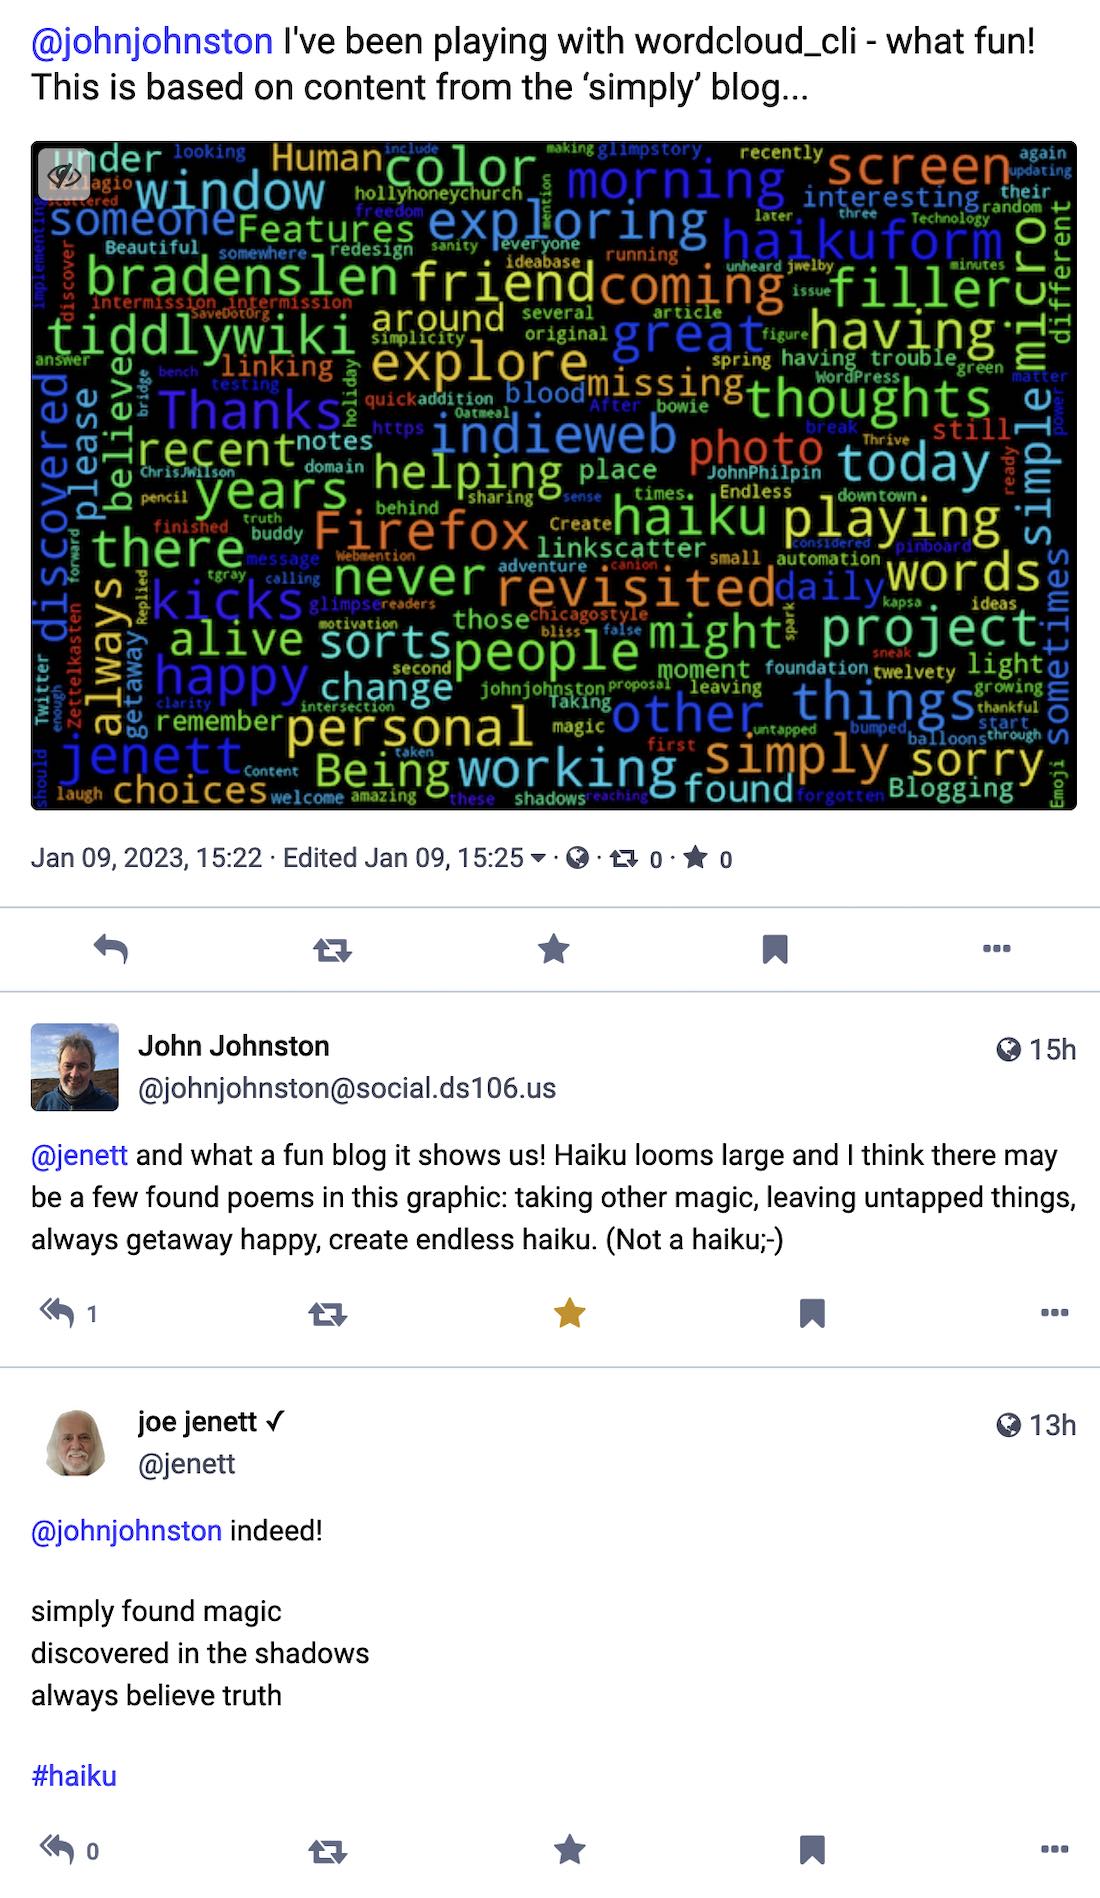 @johnjohnston I've been playing with wordcloud_cli - what fun!
This is based on content from the ‘simply’ blog...
under looking Human include color making glimpstory recently screen again
updating
scattered window hollyhoneychurch mention morning interesting their
random
implementing someone Features freedom exploring later three Technology
Beautiful somewhere redesign sanity everyone running haikuform micro different
discover bradenslen ideabase friend coming unheard jwelby issue filler minutes
intermission intermission
SaveDotOrg
tiddlywiki around several article great figure having
simplicity original
answer linking explore spring having trouble green
bench testing bridge holiday blood missing WordPress matter
discovered please believe Thanks quick addition Oatmeal After bowie thoughts power
https indieweb break still simple
recent notes photo Thrive today ready
ChrisJWilson domain helping place JohnPhilpin
pencil years sharing sense times. Endless downtown
behind
finished truth buddy Firefox Create haiku playing
there linkscatter considered pinboard
forward message Webmention adventure canion small automation
tgray calling never revisited daily words
Replied kicks glimpse readers kapsa ideas
always motivation those chicagostyle spark project sometimes
alive sorts bliss false might
Zettelkasten second people sneak
Twitter getaway happy change moment foundation twelvety light
enough clarity johnjohnston proposal leaving things growing
intersection Taking thankful
remember personal magic other untapped bumped start
balloons through
jenett taken first simply sorry
Content Being working
should laugh choices welcome amazing these shadows reaching found forgotten Blogging Emoji
Jan 09, 2023, 15:22 · Edited Jan 09, 15:25 · · 0 · 0
John Johnston 15h
@johnjohnston@social.ds106.us
@jenett and what a fun blog it shows us! Haiku looms large and I think there may
be a few found poems in this graphic: taking other magic, leaving untapped things,
always getaway happy, create endless haiku. (Not a haiku;-)
1
joe jenett ✓ 13h
@jenett
@johnjohnston indeed!
simply found magic
discovered in the shadows
always believe truth
#haiku
0